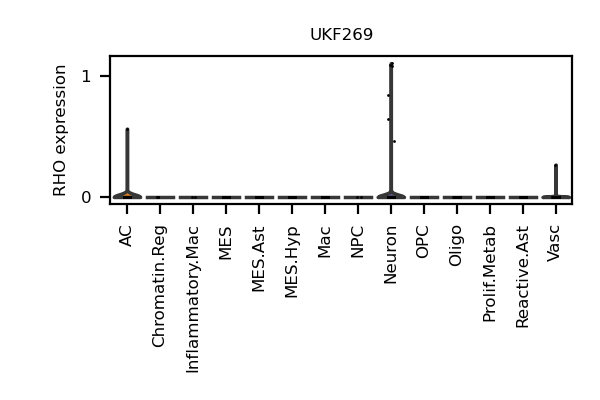 UKF269
RHO expression
1
0
AC
Chromatin.Reg
Inflammatory.Mac
MES
MES.Ast
MES.Hyp
Mac
NPC
Neuron
OPC
Oligo
Prolif.Metab
Reactive.Ast
Vasc